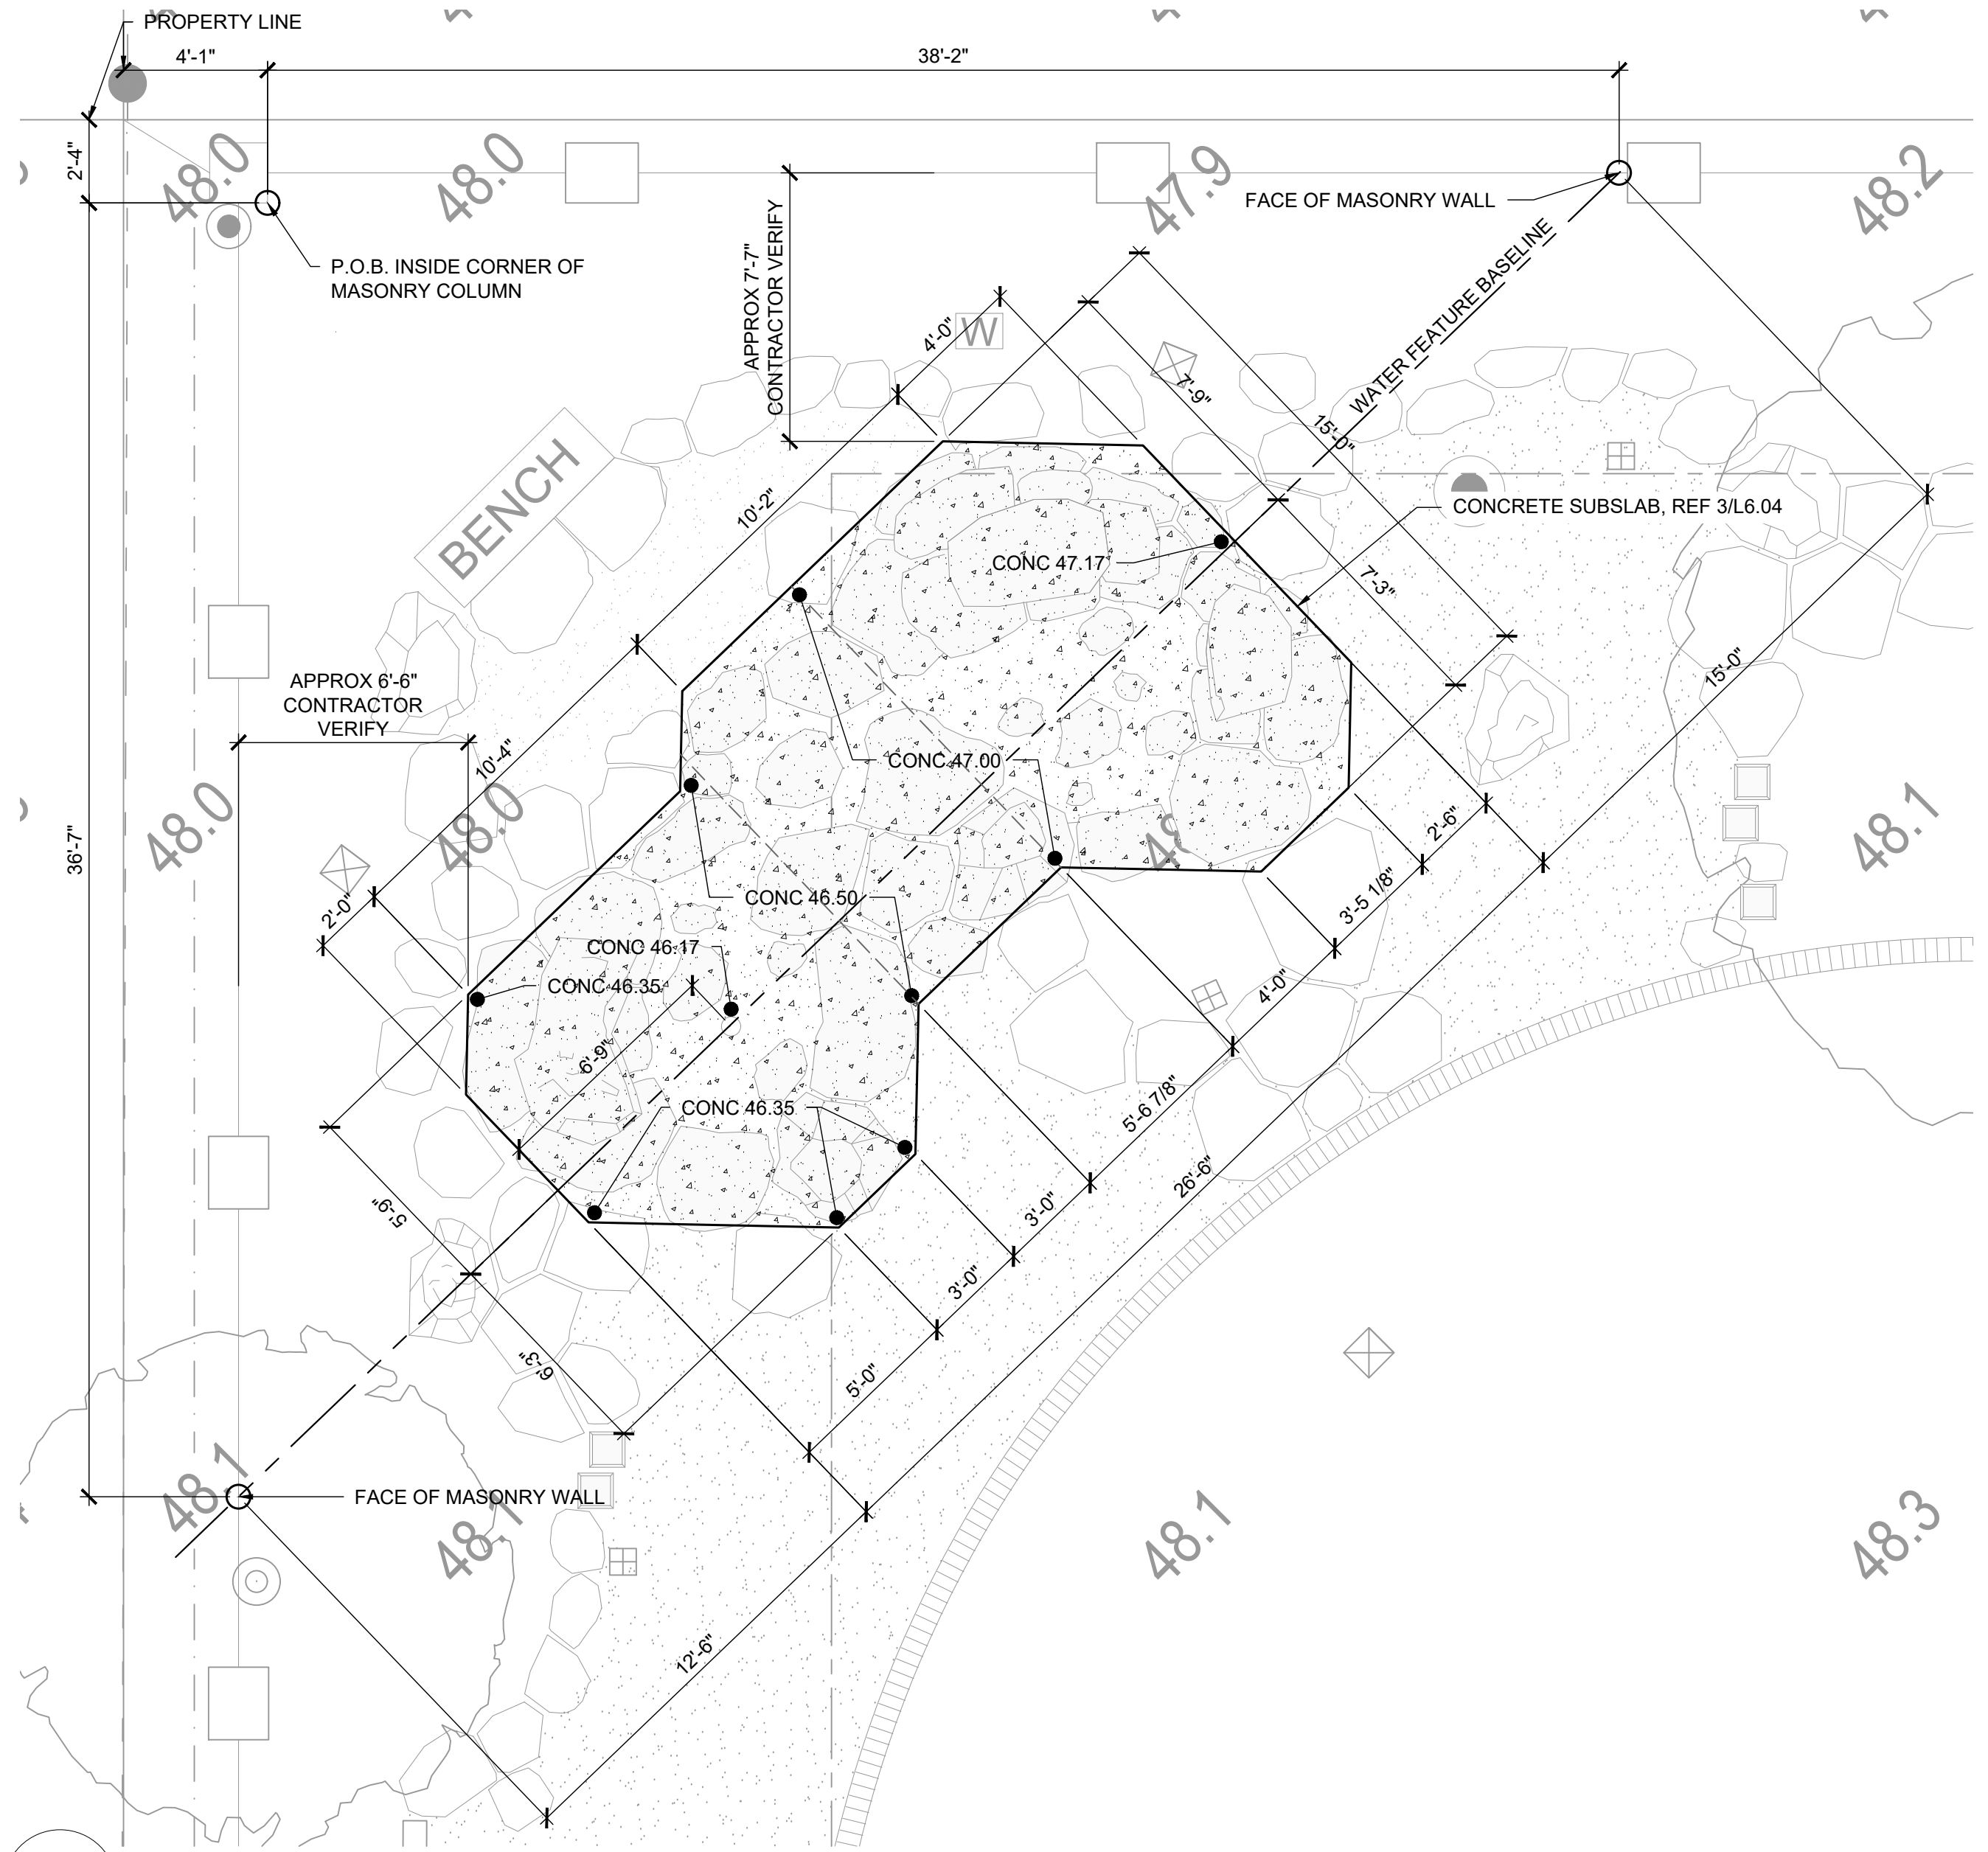 PROPERTY LINE
4'-1"
38'-2"
2'-4"
48.0
48.0
47.9
48.2
FACE OF MASONRY WALL
P.O.B. INSIDE CORNER OF
MASONRY COLUMN
APPROX 7'-7"
CONTRACTOR VERIFY
WATER FEATURE BASELINE
4'-0"
W
7'-9"
15'-0"
BENCH
10'-2"
CONCRETE SUBSLAB, REF 3/L6.04
CONC 47.17
7'-3"
15'-0"
APPROX 6'-6"
CONTRACTOR
VERIFY
10'-4"
CONC 47.00
36'-7"
48.0
48.0
48.1
2'-6"
2'-0"
CONC 46.50
3'-5 1/8"
CONC 46.17
CONC 46.35
4'-0"
6'-9"
CONC 46.35
5'-6 7/8"
26'-6"
5'-9"
3'-0"
3'-0"
6'-3"
5'-0"
48.1
FACE OF MASONRY WALL
48.1
48.1
48.3
12'-6"